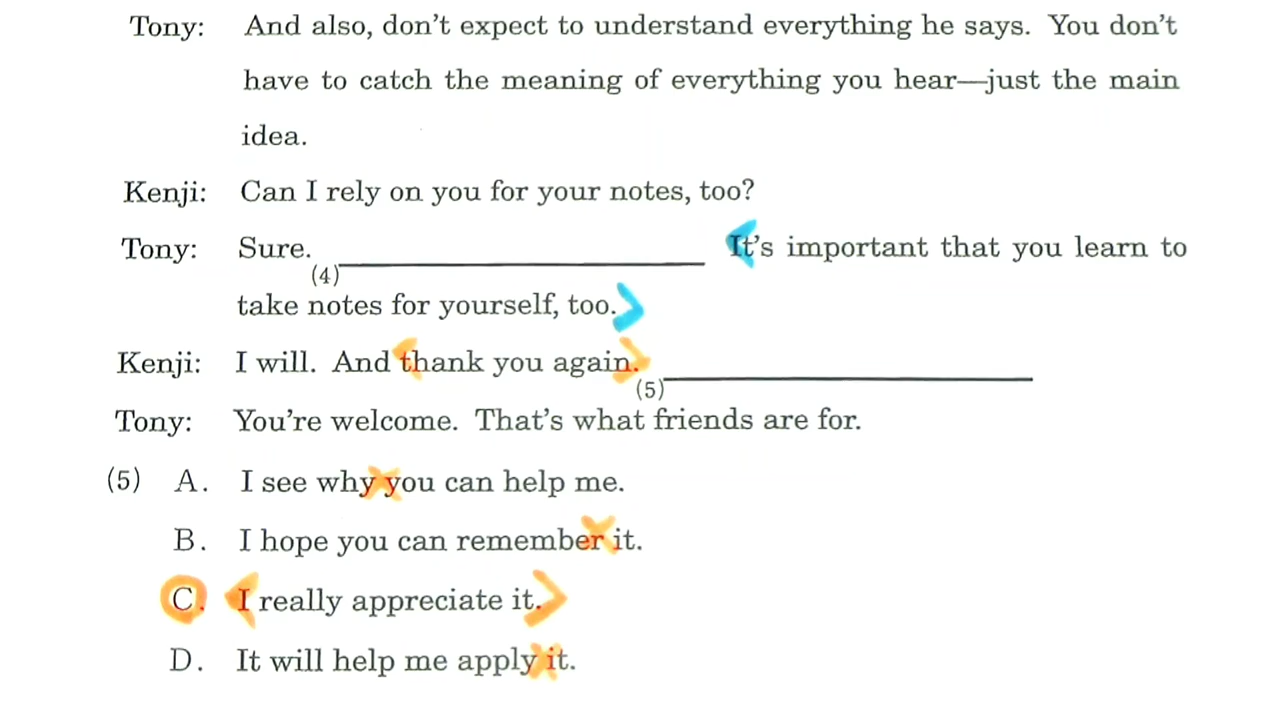 Tony: And also, don't expect to understand everything he says. You don't
have to catch the meaning of everything you hear—just the main
idea.
Kenji: Can I rely on you for your notes, too?
Tony: Sure. (4)____________ It's important that you learn to
take notes for yourself, too.
Kenji: I will. And thank you again. (5)____________
Tony: You're welcome. That's what friends are for.
(5) A. I see why you can help me.
B. I hope you can remember it.
C. I really appreciate it.
D. It will help me apply it.